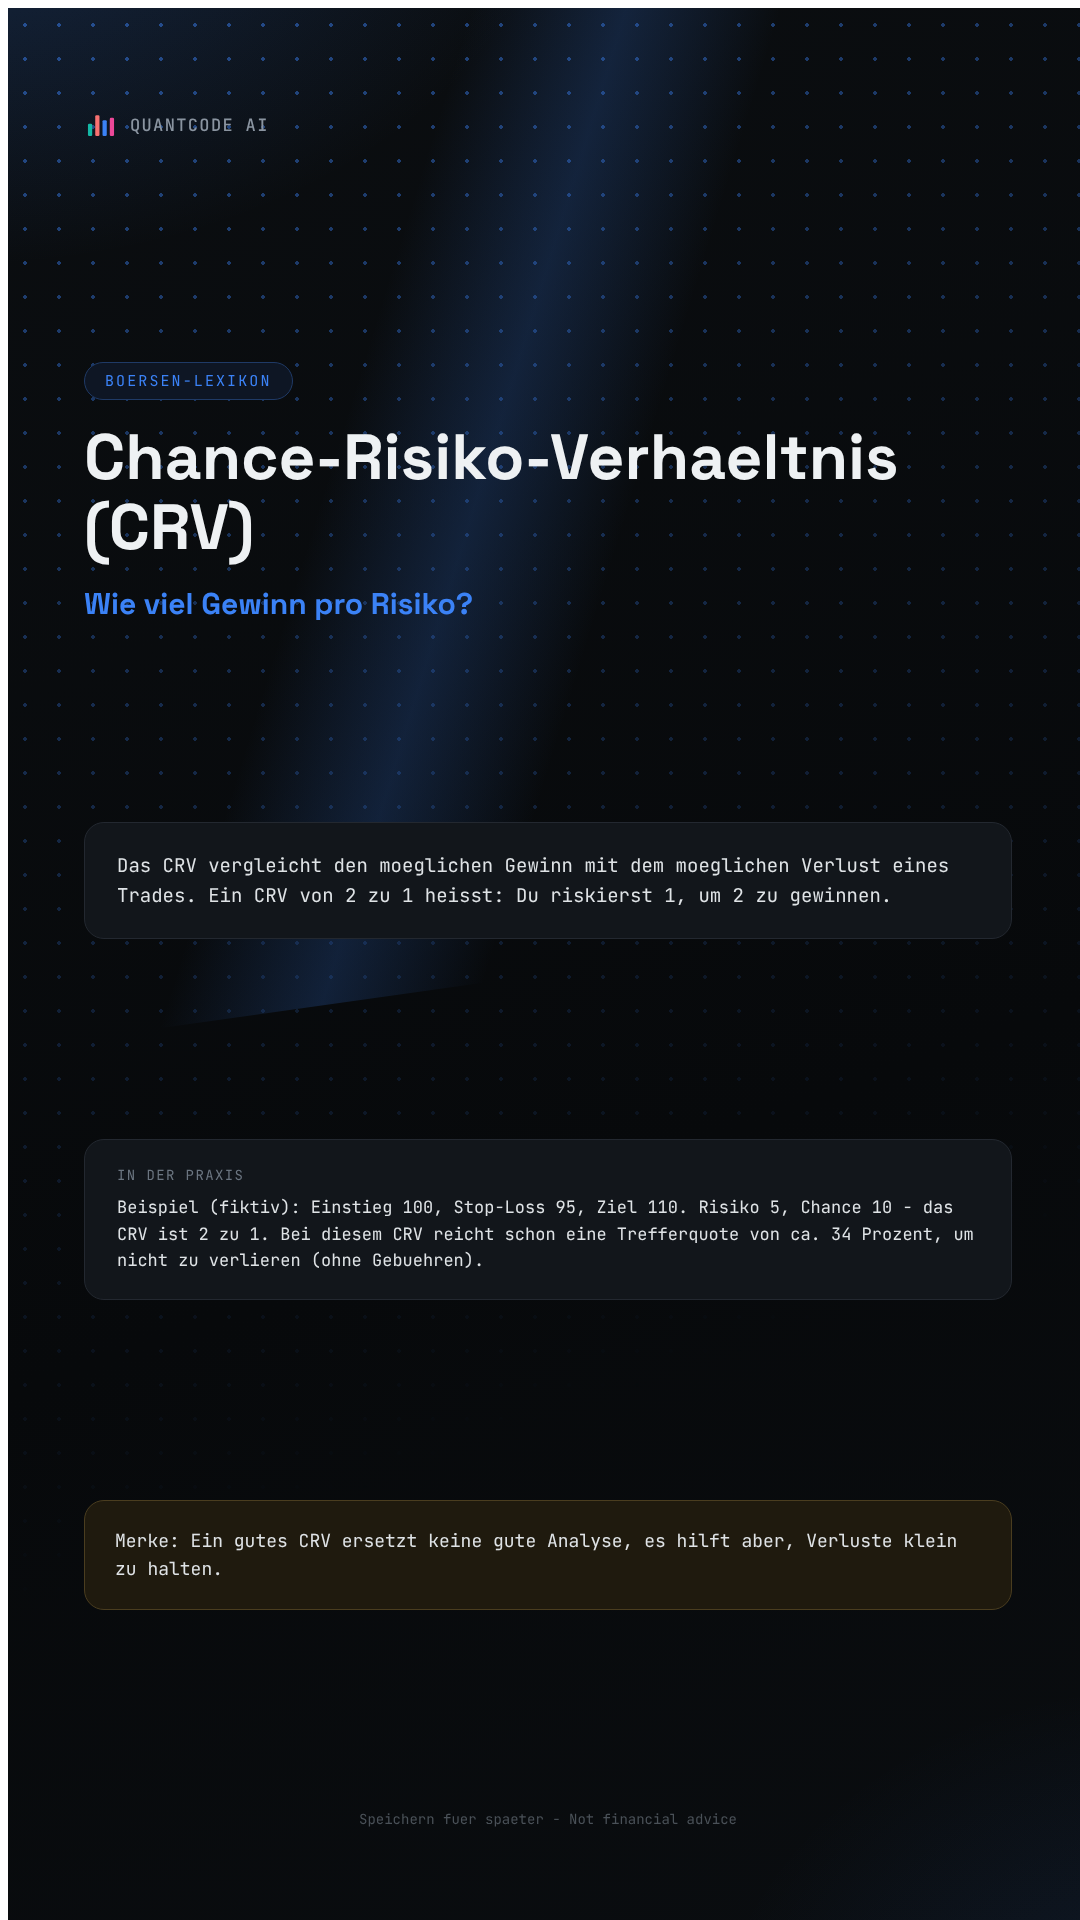 QUANTCODE AI
BOERSEN-LEXIKON
Chance-Risiko-Verhaeltnis
(CRV)
Wie viel Gewinn pro Risiko?
Das CRV vergleicht den moeglichen Gewinn mit dem moeglichen Verlust eines
Trades. Ein CRV von 2 zu 1 heisst: Du riskierst 1, um 2 zu gewinnen.
IN DER PRAXIS
Beispiel (fiktiv): Einstieg 100, Stop-Loss 95, Ziel 110. Risiko 5, Chance 10 - das
CRV ist 2 zu 1. Bei diesem CRV reicht schon eine Trefferquote von ca. 34 Prozent, um
nicht zu verlieren (ohne Gebuehren).
Merke: Ein gutes CRV ersetzt keine gute Analyse, es hilft aber, Verluste klein
zu halten.
Speichern fuer spaeter - Not financial advice